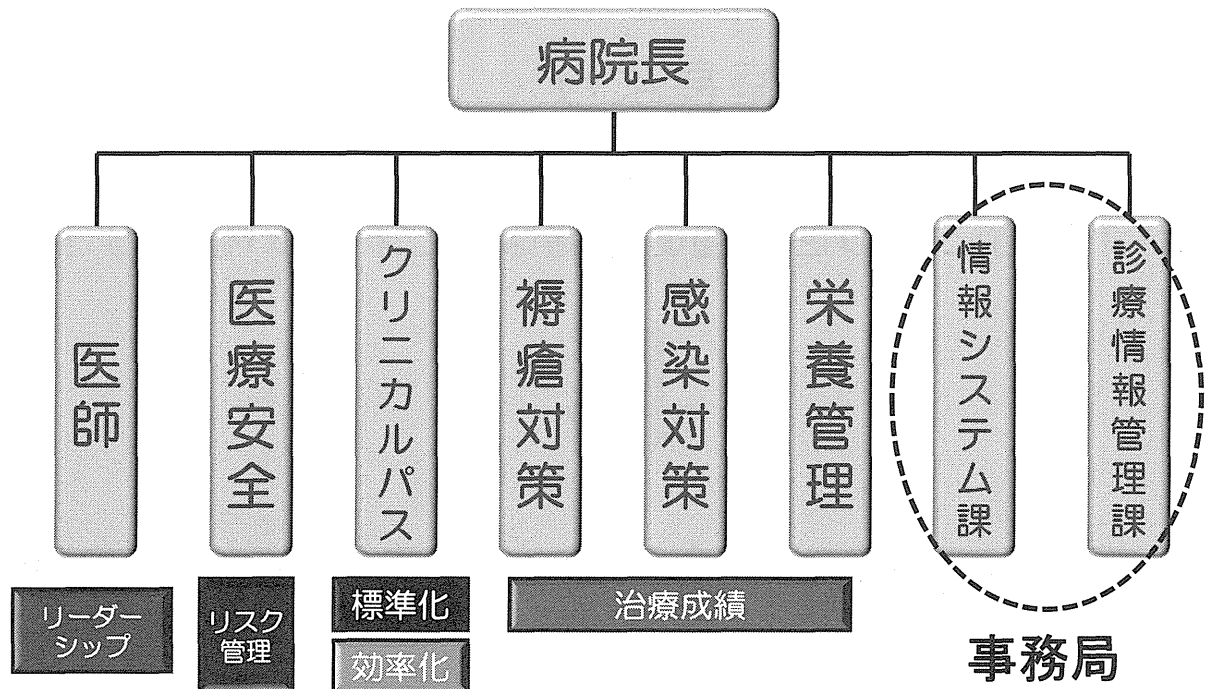 病院長
医師
医療安全
クリニカルパス
褥瘡対策
感染対策
栄養管理
情報システム課
診療情報管理課
リーダー
シップ
リスク
管理
標準化
効率化
治療成績
事務局